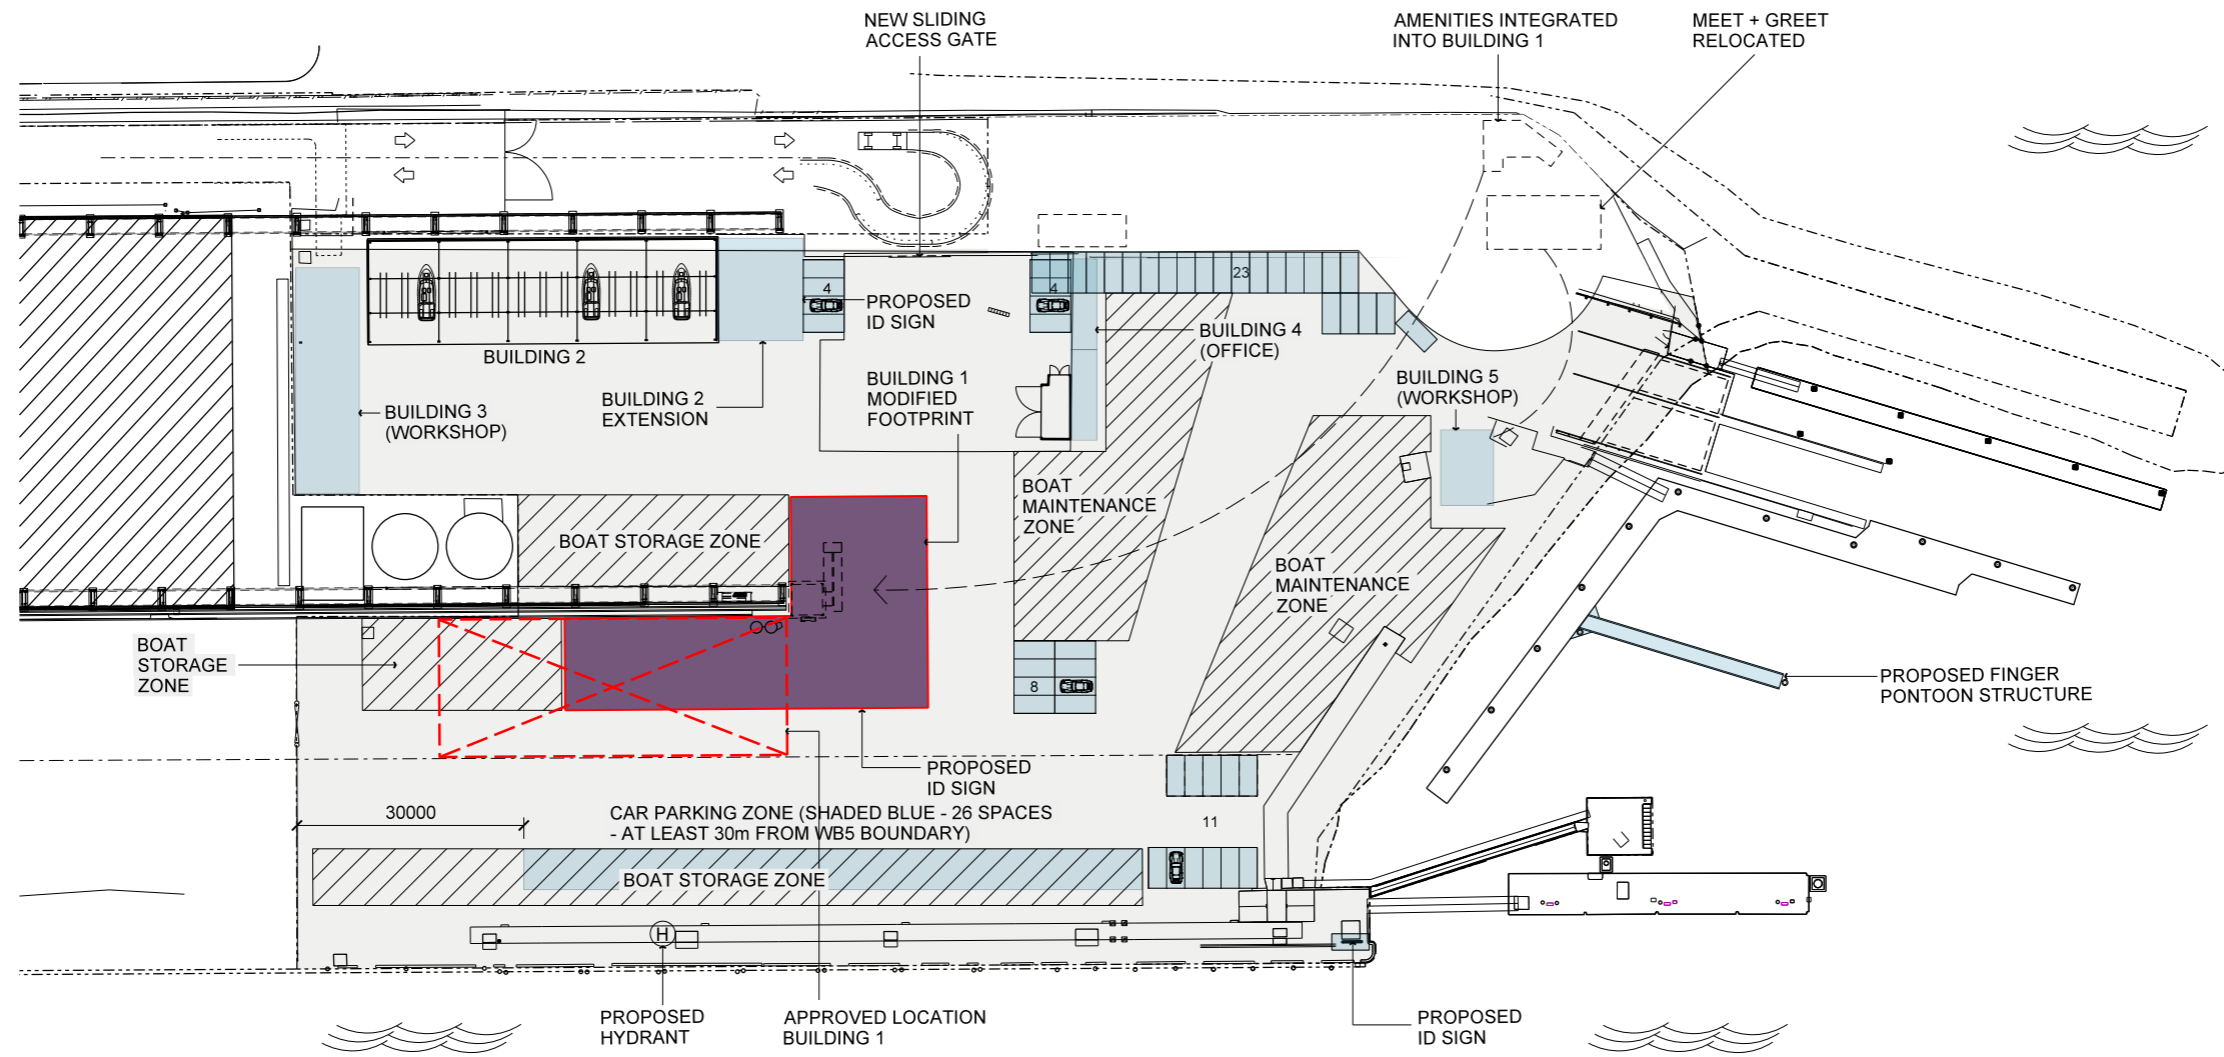 NEW SLIDING
ACCESS GATE
AMENITIES INTEGRATED
INTO BUILDING 1
MEET + GREET
RELOCATED
23
4
4
PROPOSED
ID SIGN
BUILDING 4
(OFFICE)
BUILDING 2
BUILDING 1
MODIFIED
FOOTPRINT
BUILDING 5
(WORKSHOP)
BUILDING 2
EXTENSION
BUILDING 3
(WORKSHOP)
BOAT
MAINTENANCE
ZONE
BOAT STORAGE ZONE
BOAT
MAINTENANCE
ZONE
BOAT
STORAGE
ZONE
8
PROPOSED FINGER
PONTOON STRUCTURE
PROPOSED
ID SIGN
30000
CAR PARKING ZONE (SHADED BLUE - 26 SPACES
- AT LEAST 30m FROM WB5 BOUNDARY)
11
BOAT STORAGE ZONE
H
PROPOSED
HYDRANT
APPROVED LOCATION
BUILDING 1
PROPOSED
ID SIGN